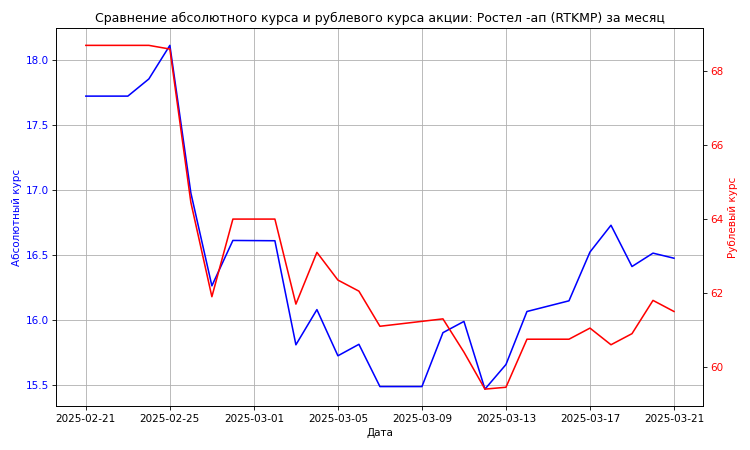 Сравнение абсолютного курса и рублевого курса акции: Ростел -ап (RTKMP) за месяц
18.0
17.5
17.0
16.5
16.0
15.5
Абсолютный курс
68
66
64
62
60
Рублевый курс
2025-02-21 2025-02-25 2025-03-01 2025-03-05 2025-03-09 2025-03-13 2025-03-17 2025-03-21
Дата